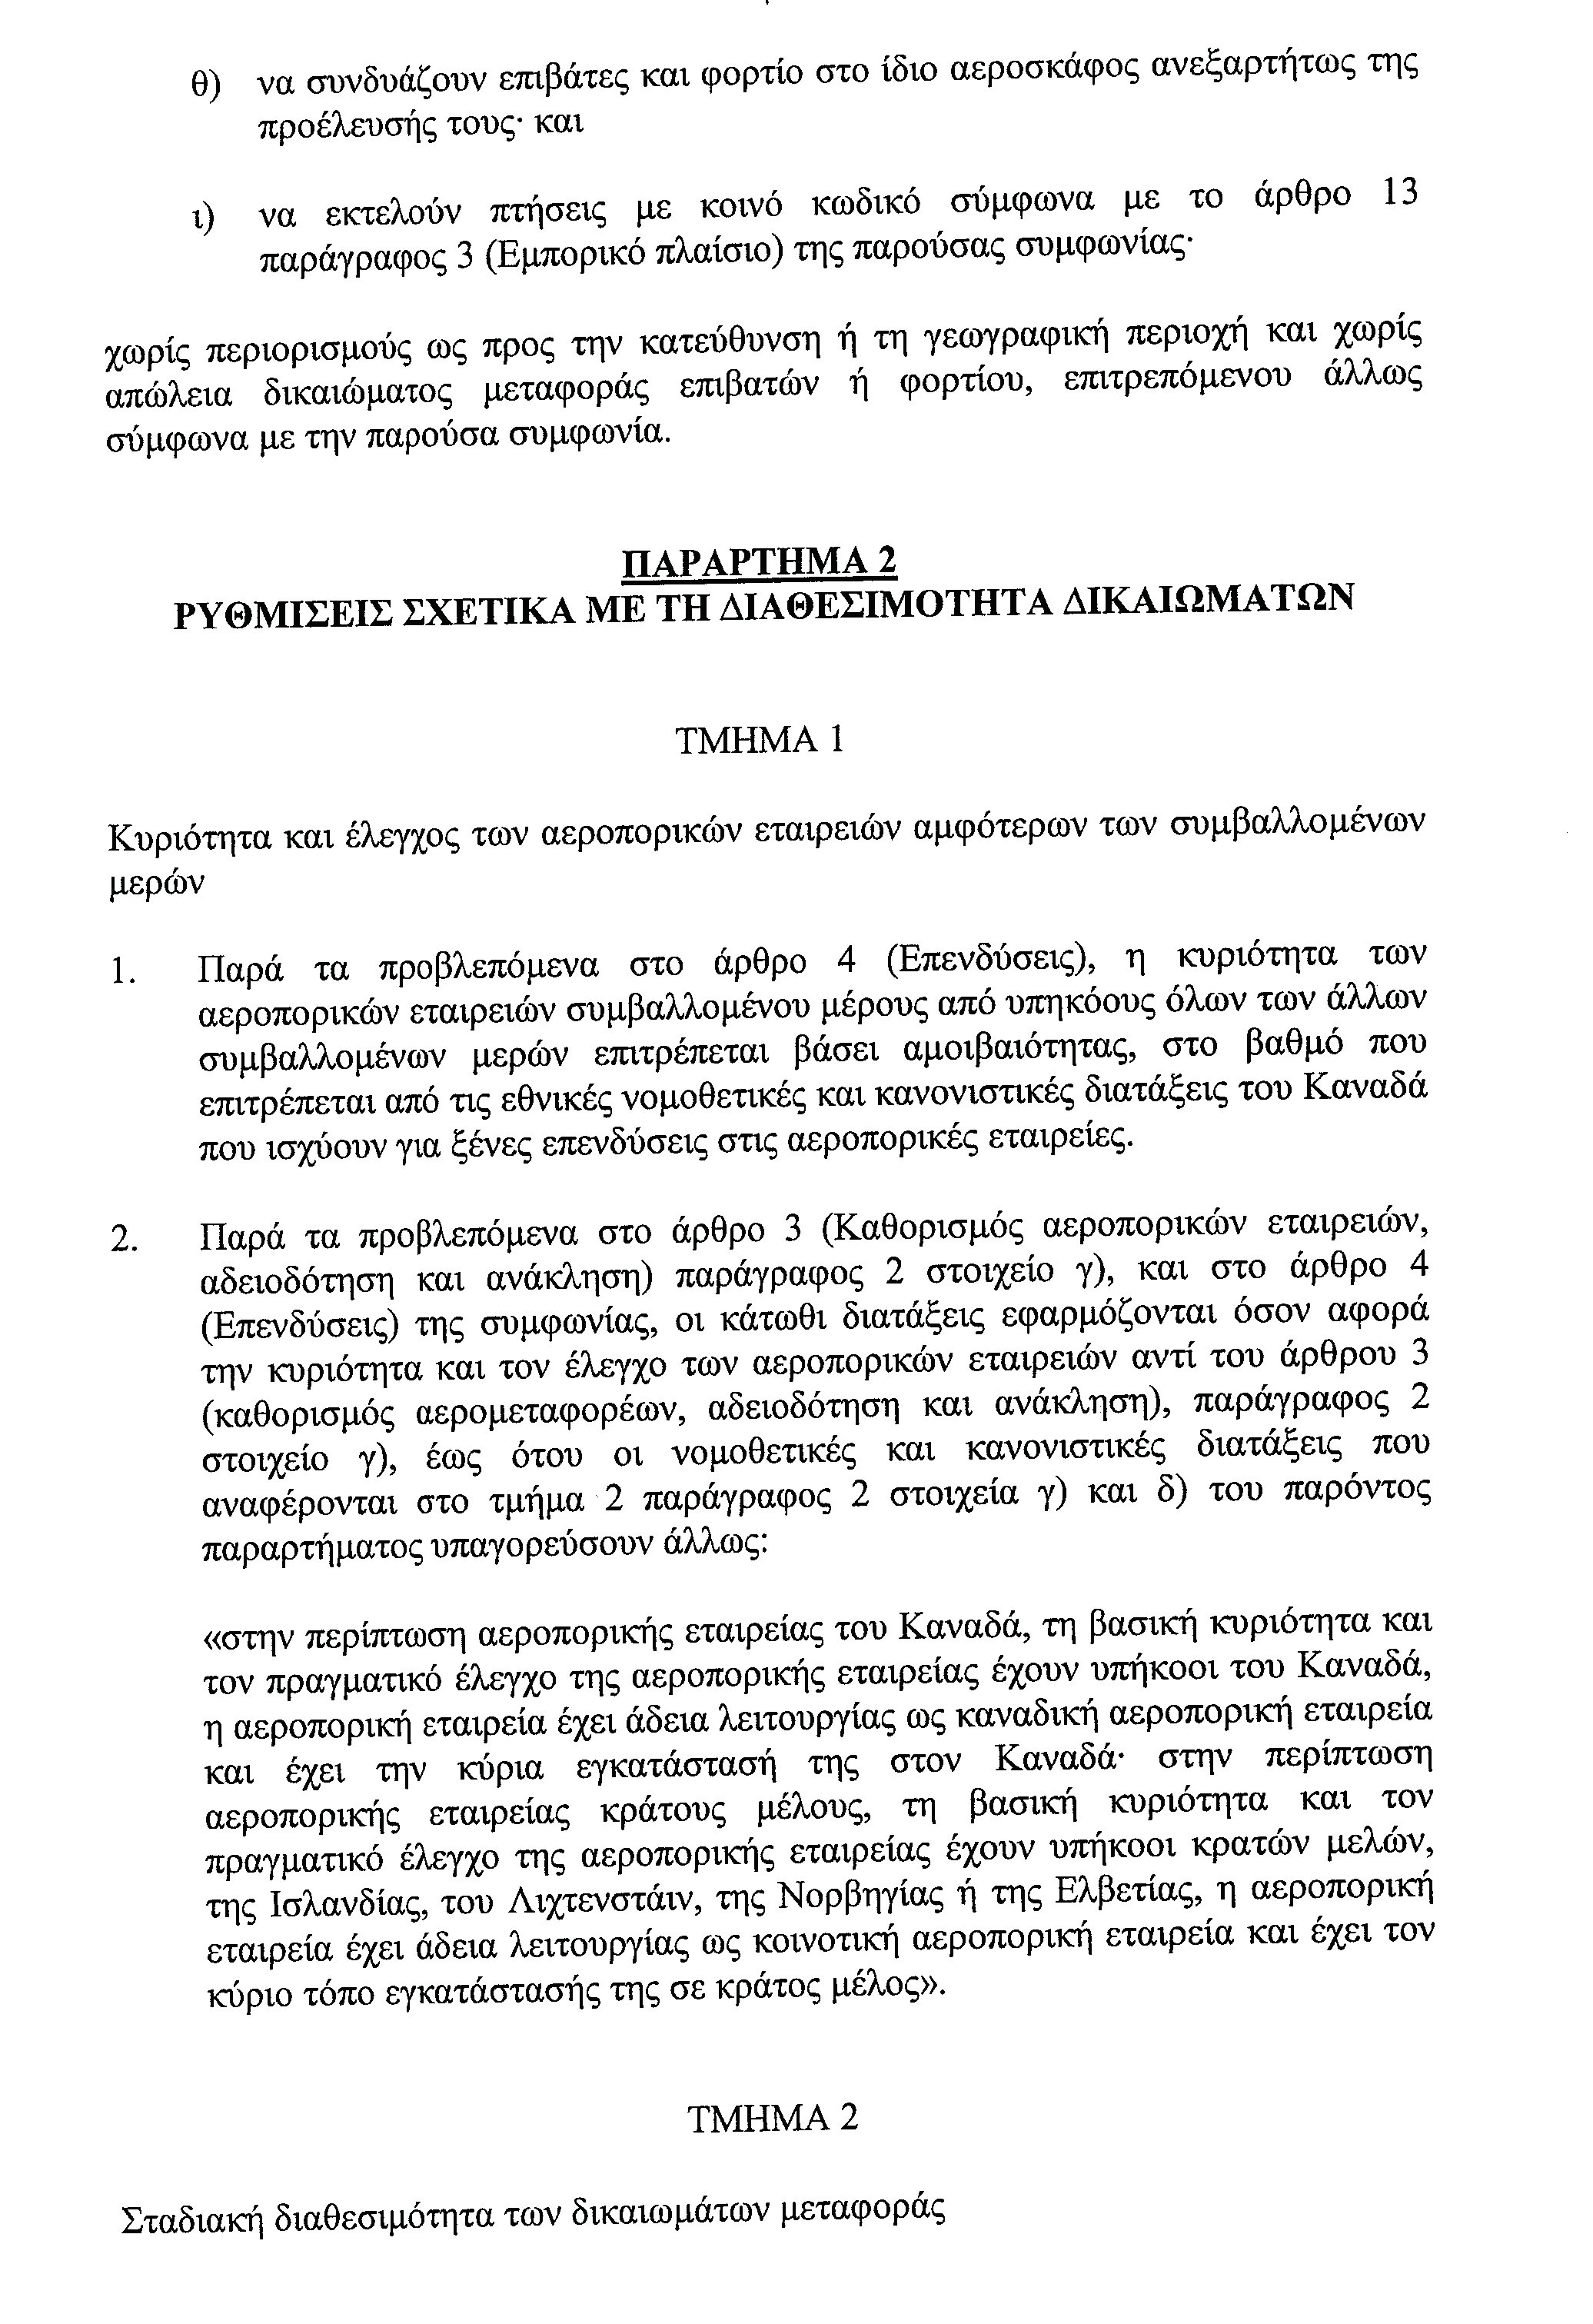 θ) να συνδυάζουν επιβάτες και φορτίο στο ίδιο αεροσκάφος ανεξαρτήτως της
προέλευσής τους· και
ι) να εκτελούν πτήσεις με κοινό κωδικό σύμφωνα με το άρθρο 13
παράγραφος 3 (Εμπορικό πλαίσιο) της παρούσας συμφωνίας·
χωρίς περιορισμούς ως προς την κατεύθυνση ή τη γεωγραφική περιοχή και χωρίς
απώλεια δικαιώματος μεταφοράς επιβατών ή φορτίου, επιτρεπόμενου άλλως
σύμφωνα με την παρούσα συμφωνία.
ΠΑΡΑΡΤΗΜΑ 2
ΡΥΘΜΙΣΕΙΣ ΣΧΕΤΙΚΑ ΜΕ ΤΗ ΔΙΑΘΕΣΙΜΟΤΗΤΑ ΔΙΚΑΙΩΜΑΤΩΝ
ΤΜΗΜΑ 1
Κυριότητα και έλεγχος των αεροπορικών εταιρειών αμφότερων των συμβαλλομένων
μερών
1. Παρά τα προβλεπόμενα στο άρθρο 4 (Επενδύσεις), η κυριότητα των
αεροπορικών εταιρειών συμβαλλομένου μέρους από υπηκόους όλων των άλλων
συμβαλλομένων μερών επιτρέπεται βάσει αμοιβαιότητας, στο βαθμό που
επιτρέπεται από τις εθνικές νομοθετικές και κανονιστικές διατάξεις του Καναδά
που ισχύουν για ξένες επενδύσεις στις αεροπορικές εταιρείες.
2. Παρά τα προβλεπόμενα στο άρθρο 3 (Καθορισμός αεροπορικών εταιρειών,
αδειοδότηση και ανάκληση) παράγραφος 2 στοιχείο γ), και στο άρθρο 4
(Επενδύσεις) της συμφωνίας, οι κάτωθι διατάξεις εφαρμόζονται όσον αφορά
την κυριότητα και τον έλεγχο των αεροπορικών εταιρειών αντί του άρθρου 3
(καθορισμός αερομεταφορέων, αδειοδότηση και ανάκληση), παράγραφος 2
στοιχείο γ), έως ότου οι νομοθετικές και κανονιστικές διατάξεις που
αναφέρονται στο τμήμα 2 παράγραφος 2 στοιχεία γ) και δ) του παρόντος
παραρτήματος υπαγορεύσουν άλλως:
«στην περίπτωση αεροπορικής εταιρείας του Καναδά, τη βασική κυριότητα και
τον πραγματικό έλεγχο της αεροπορικής εταιρείας έχουν υπήκοοι του Καναδά,
η αεροπορική εταιρεία έχει άδεια λειτουργίας ως καναδική αεροπορική εταιρεία
και έχει την κύρια εγκατάστασή της στον Καναδά· στην περίπτωση
αεροπορικής εταιρείας κράτους μέλους, τη βασική κυριότητα και τον
πραγματικό έλεγχο της αεροπορικής εταιρείας έχουν υπήκοοι κρατών μελών,
της Ισλανδίας, του Λιχτενστάιν, της Νορβηγίας ή της Ελβετίας, η αεροπορική
εταιρεία έχει άδεια λειτουργίας ως κοινοτική αεροπορική εταιρεία και έχει τον
κύριο τόπο εγκατάστασής της σε κράτος μέλος».
ΤΜΗΜΑ 2
Σταδιακή διαθεσιμότητα των δικαιωμάτων μεταφοράς